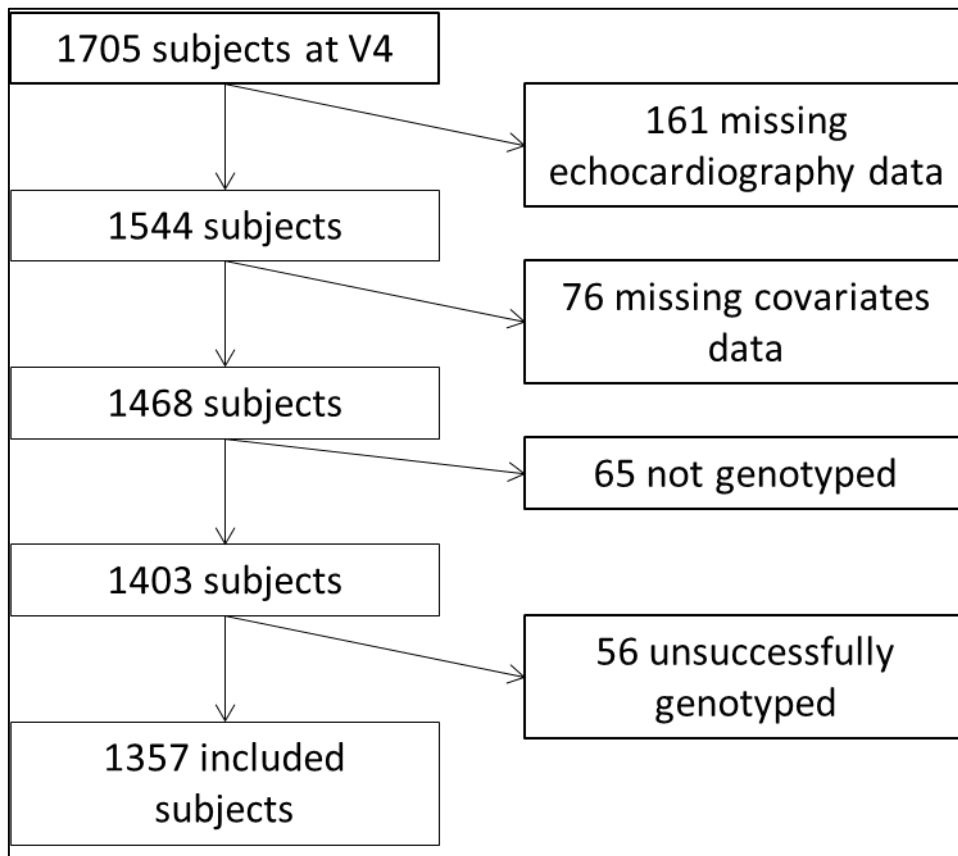 1705 subjects at V4
161 missing
echocardiography data
1544 subjects
76 missing covariates
data
1468 subjects
65 not genotyped
1403 subjects
56 unsuccessfully
genotyped
1357 included
subjects